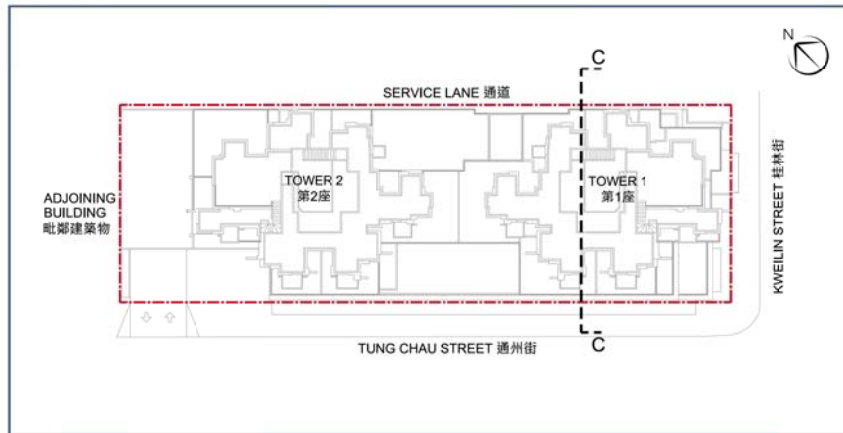 N
C
SERVICE LANE 通道
ADJOINING
BUILDING
毗鄰建築物
TOWER 2
第2座
TOWER 1
第1座
KWEILIN STREET 桂林街
C
TUNG CHAU STREET 通州街